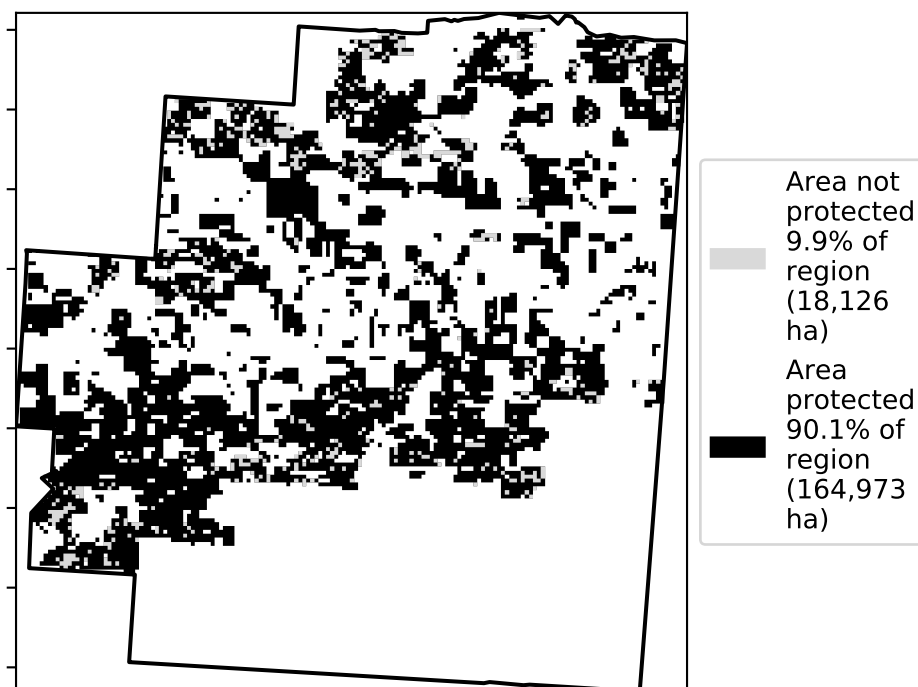 Area not
protected
9.9% of
region
(18,126
ha)
Area
protected
90.1% of
region
(164,973
ha)